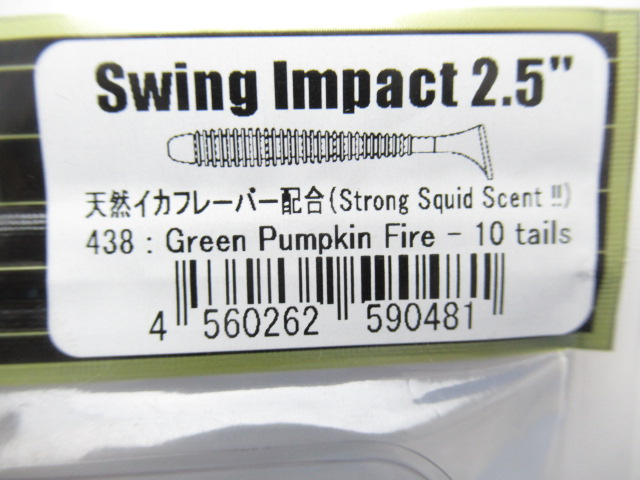 Swing Impact 2.5"
天然イカフレーバー配合(Strong Squid Scent !!)
438 : Green Pumpkin Fire - 10 tails
4 560262 590481